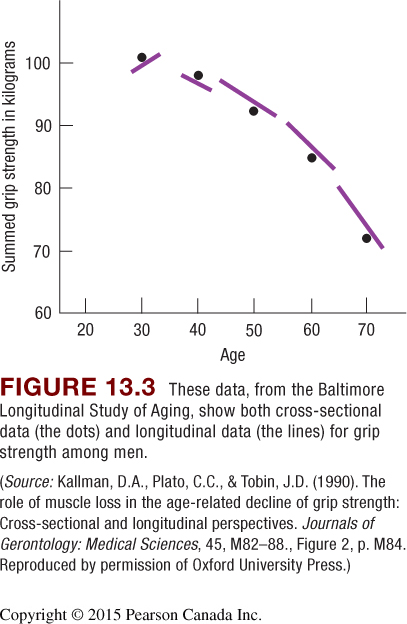 Summed grip strength in kilograms
100
90
80
70
60
20 30 40 50 60 70
Age
FIGURE 13.3 These data, from the Baltimore
Longitudinal Study of Aging, show both cross-sectional
data (the dots) and longitudinal data (the lines) for grip
strength among men.
(Source: Kallman, D.A., Plato, C.C., & Tobin, J.D. (1990). The
role of muscle loss in the age-related decline of grip strength:
Cross-sectional and longitudinal perspectives. Journals of
Gerontology: Medical Sciences, 45, M82–88., Figure 2, p. M84.
Reproduced by permission of Oxford University Press.)
Copyright © 2015 Pearson Canada Inc.